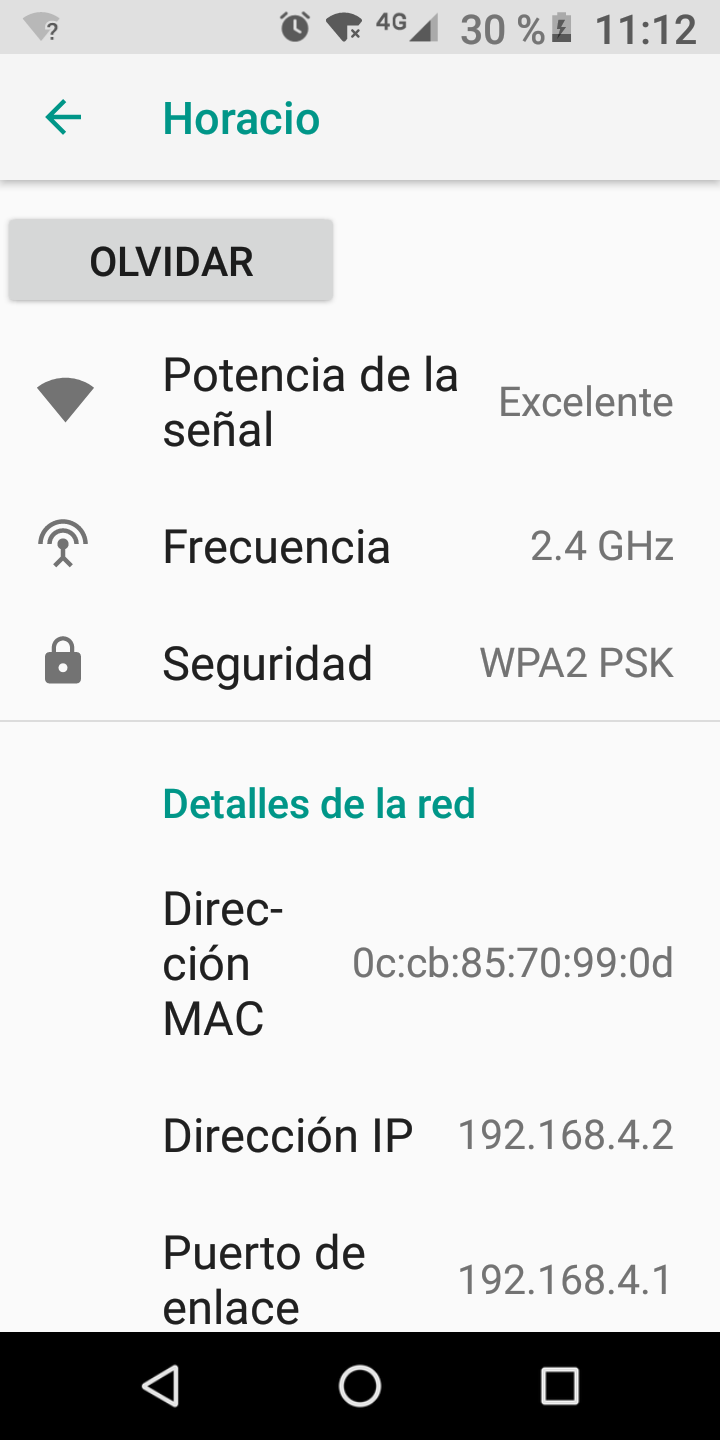 4G 30 % 11:12
Horacio
OLVIDAR
Potencia de la
señal
Excelente
Frecuencia
2.4 GHz
Seguridad
WPA2 PSK
Detalles de la red
Direc-
ción
MAC
0c:cb:85:70:99:0d
Dirección IP
192.168.4.2
Puerto de
enlace
192.168.4.1